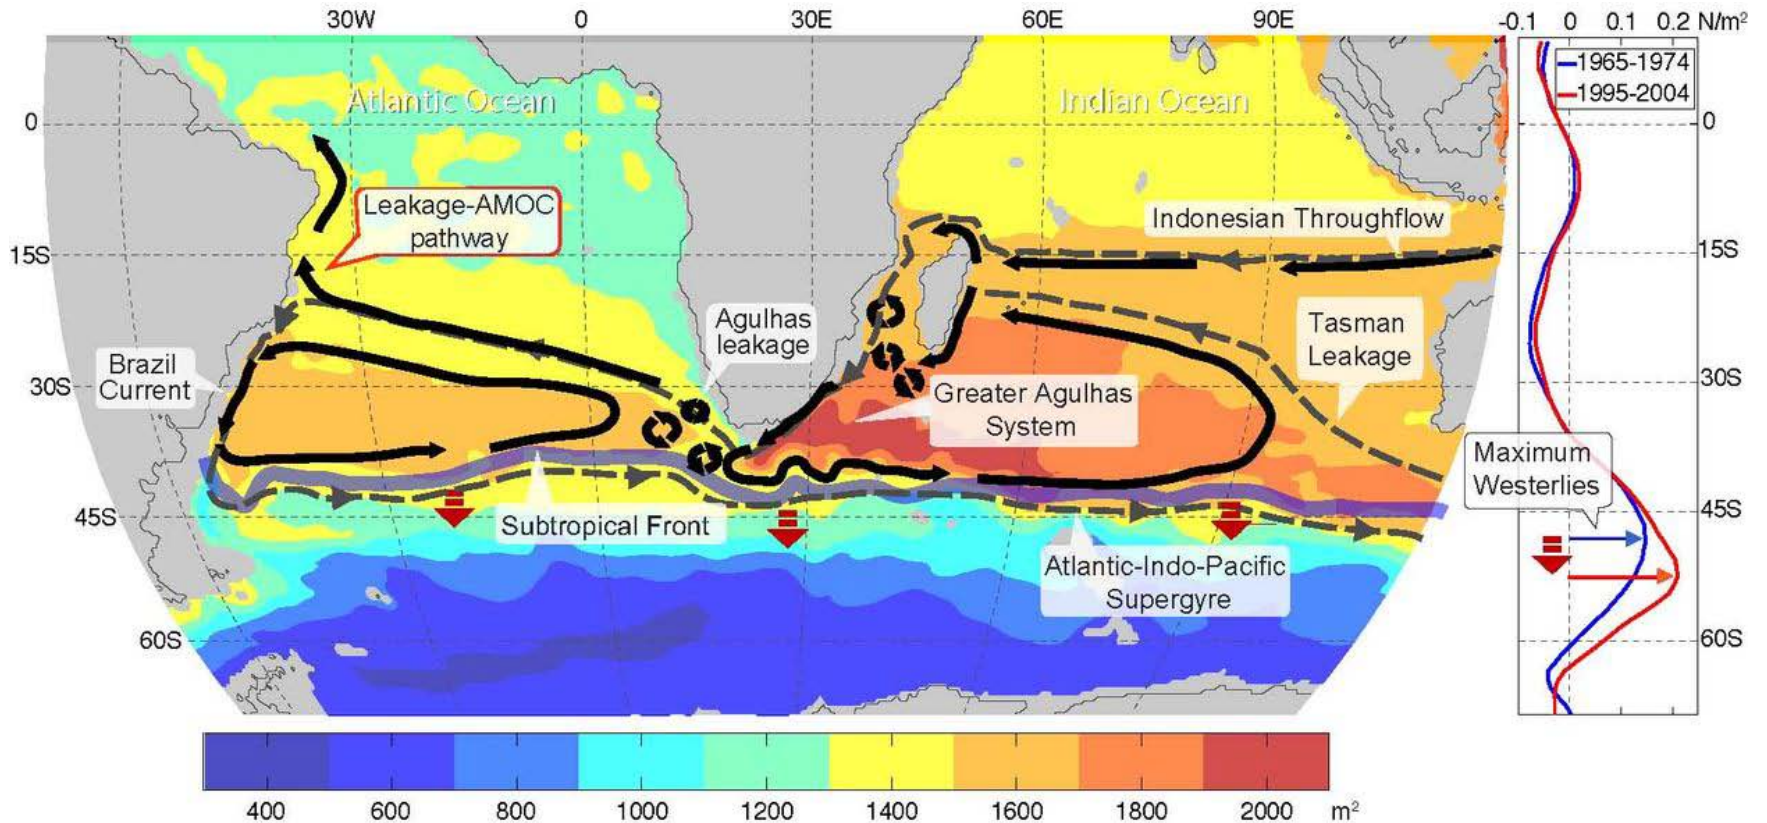 30W 0 30E 60E 90E
-0.1 0 0.1 0.2 N/m²
1965-1974
1995-2004
Atlantic Ocean
Indian Ocean
0
0
Leakage-AMOC
pathway
Indonesian Throughflow
15S
15S
Agulhas
leakage
Tasman
Leakage
Brazil
Current
30S
30S
Greater Agulhas
System
Maximum
Westerlies
45S
45S
Subtropical Front
Atlantic-Indo-Pacific
Supergyre
60S
60S
400 600 800 1000 1200 1400 1600 1800 2000 m²